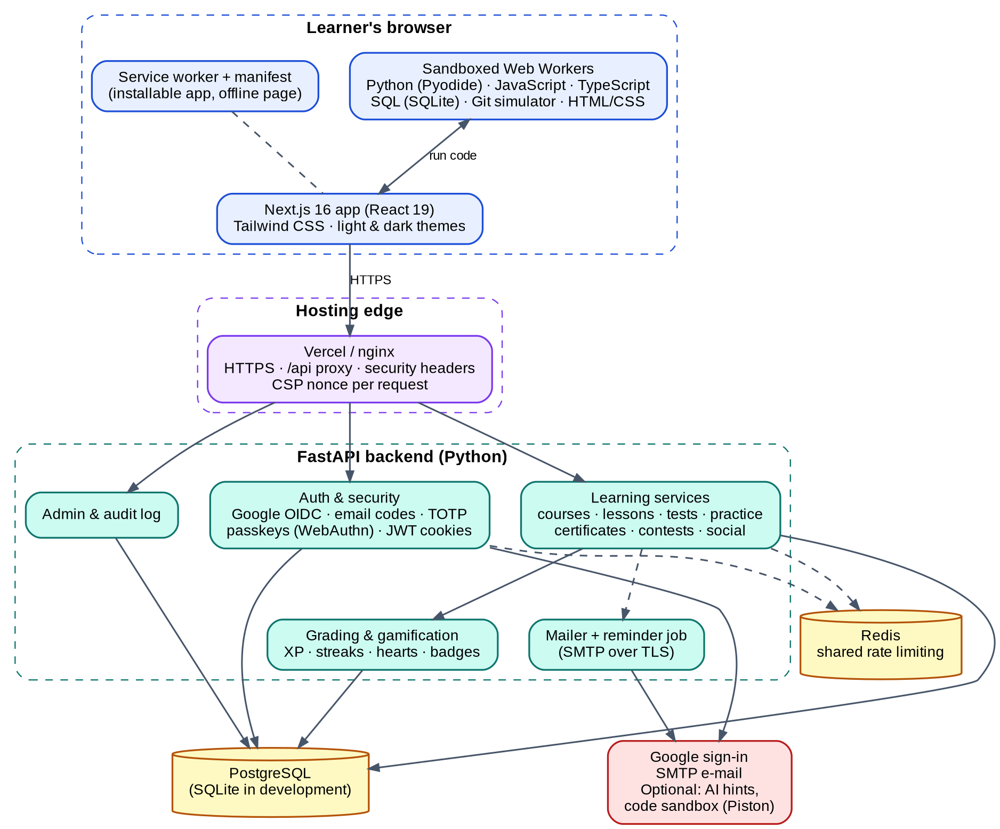 Learner's browser
Service worker + manifest
(installable app, offline page)
Sandboxed Web Workers
Python (Pyodide) · JavaScript · TypeScript
SQL (SQLite) · Git simulator · HTML/CSS
run code
Next.js 16 app (React 19)
Tailwind CSS · light & dark themes
HTTPS
Hosting edge
Vercel / nginx
HTTPS · /api proxy · security headers
CSP nonce per request
FastAPI backend (Python)
Admin & audit log
Auth & security
Google OIDC · email codes · TOTP
passkeys (WebAuthn) · JWT cookies
Learning services
courses · lessons · tests · practice
certificates · contests · social
Grading & gamification
XP · streaks · hearts · badges
Mailer + reminder job
(SMTP over TLS)
Redis
shared rate limiting
PostgreSQL
(SQLite in development)
Google sign-in
SMTP e-mail
Optional: AI hints,
code sandbox (Piston)